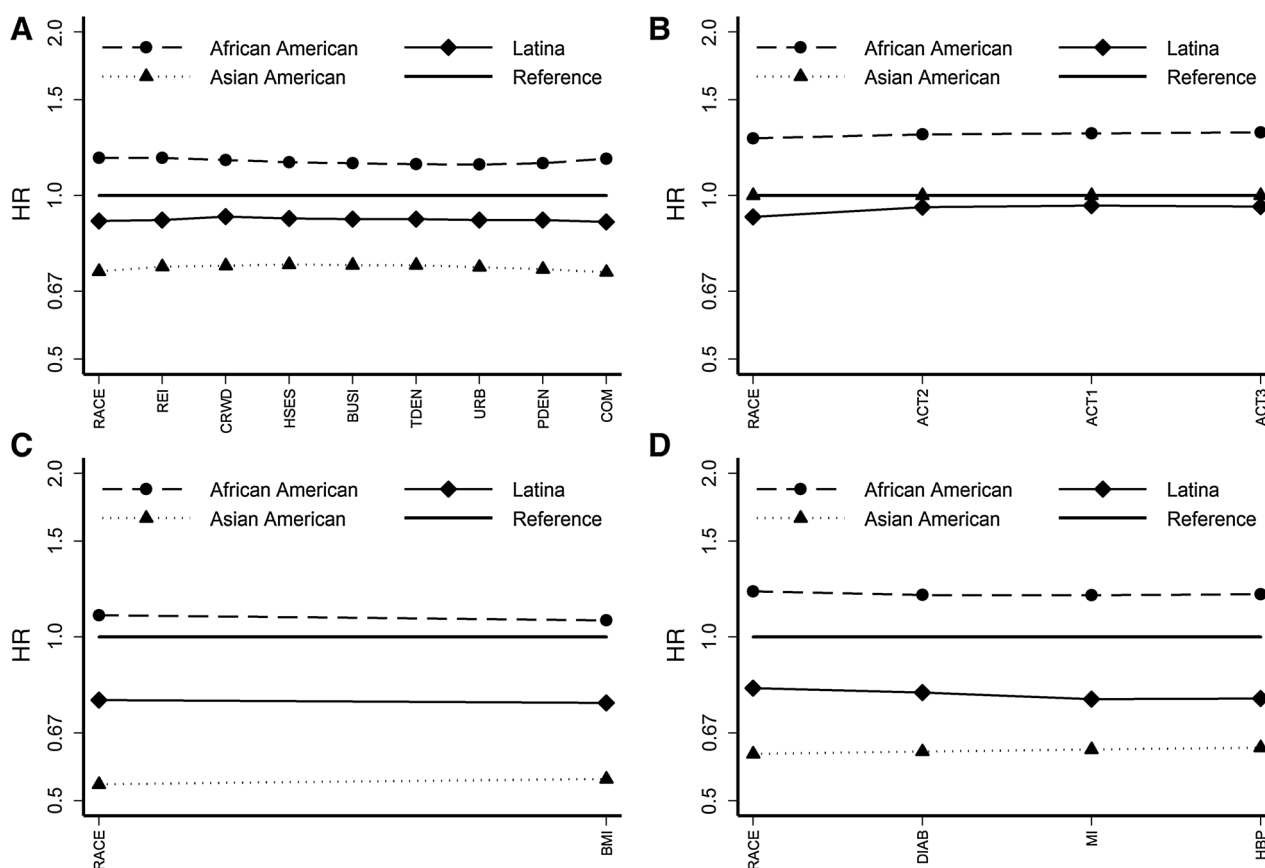 A
2.0
1.5
1.0
0.67
0.5
HR
African American
Latina
Asian American
Reference
RACE
REI
CRWD
HSES
BUSI
TDEN
URB
PDEN
COM
B
2.0
1.5
1.0
0.67
0.5
HR
African American
Latina
Asian American
Reference
RACE
ACT2
ACT1
ACT3
C
2.0
1.5
1.0
0.67
0.5
HR
African American
Latina
Asian American
Reference
RACE
BMI
D
2.0
1.5
1.0
0.67
0.5
HR
African American
Latina
Asian American
Reference
RACE
DIAB
MI
HBP